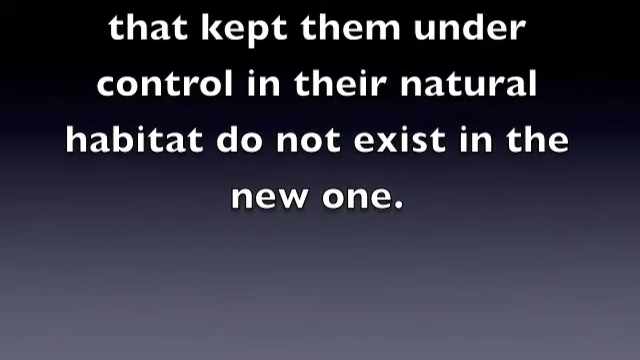 that kept them under
control in their natural
habitat do not exist in the
new one.